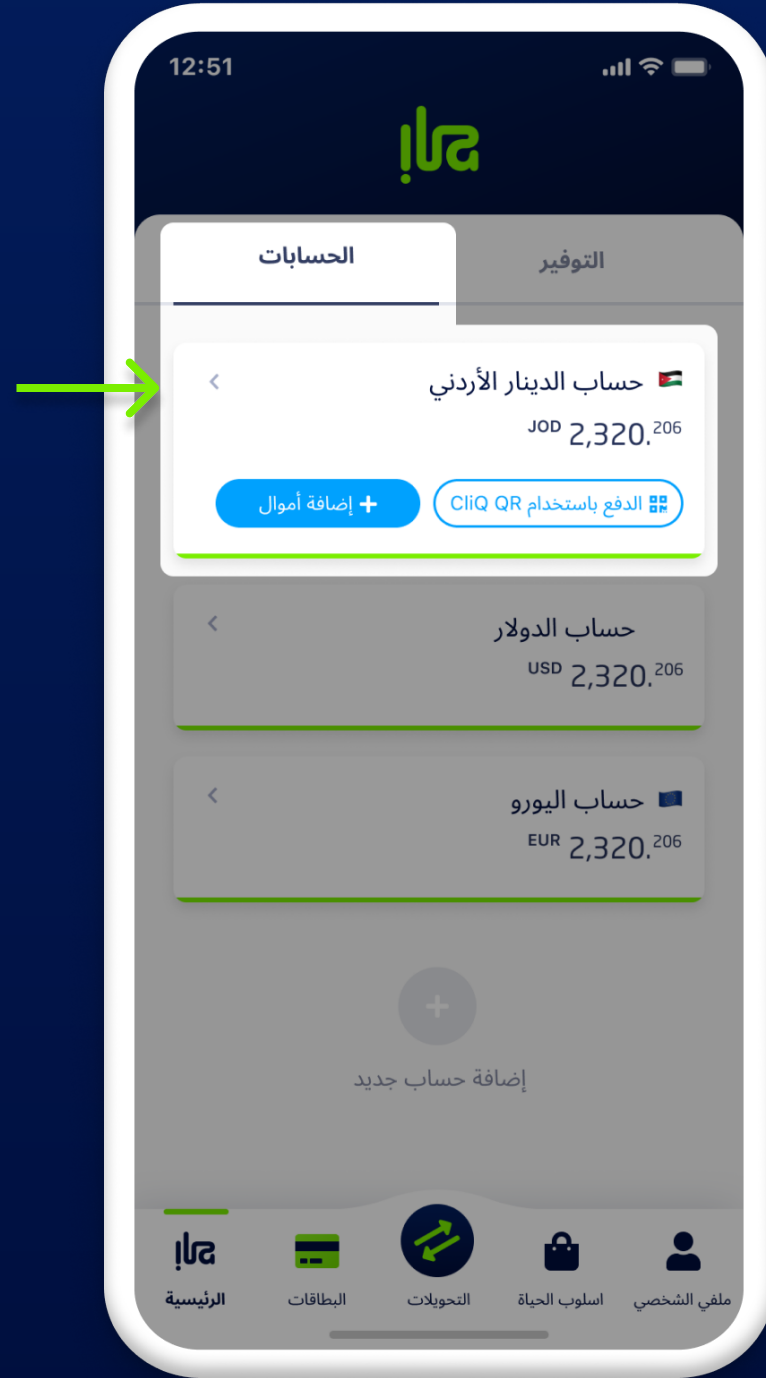 12:51
الحسابات
التوفير
حساب الدينار الأردني
JOD 2,320.206
الدفع باستخدام CliQ QR
إضافة أموال
حساب الدولار
USD 2,320.206
حساب اليورو
EUR 2,320.206
إضافة حساب جديد
ملفي الشخصي
اسلوب الحياة
التحويلات
البطاقات
الرئيسية